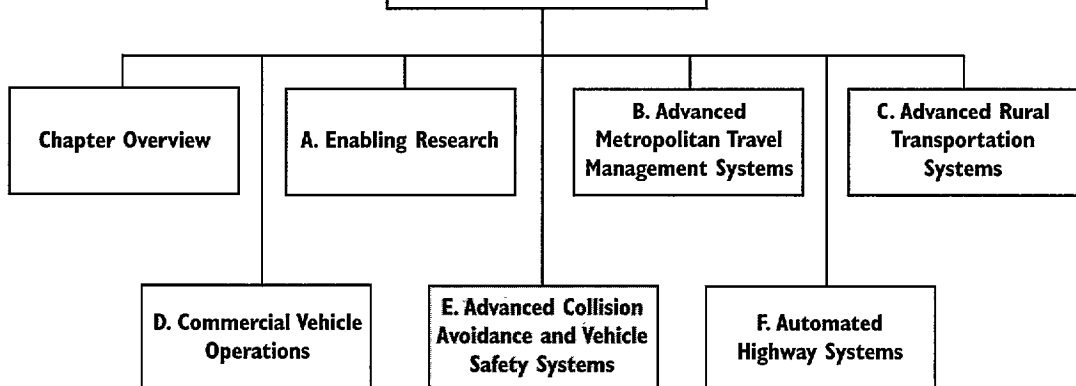 Chapter Overview
A. Enabling Research
B. Advanced
Metropolitan Travel
Management Systems
C. Advanced Rural
Transportation
Systems
D. Commercial Vehicle
Operations
E. Advanced Collision
Avoidance and Vehicle
Safety Systems
F. Automated
Highway Systems